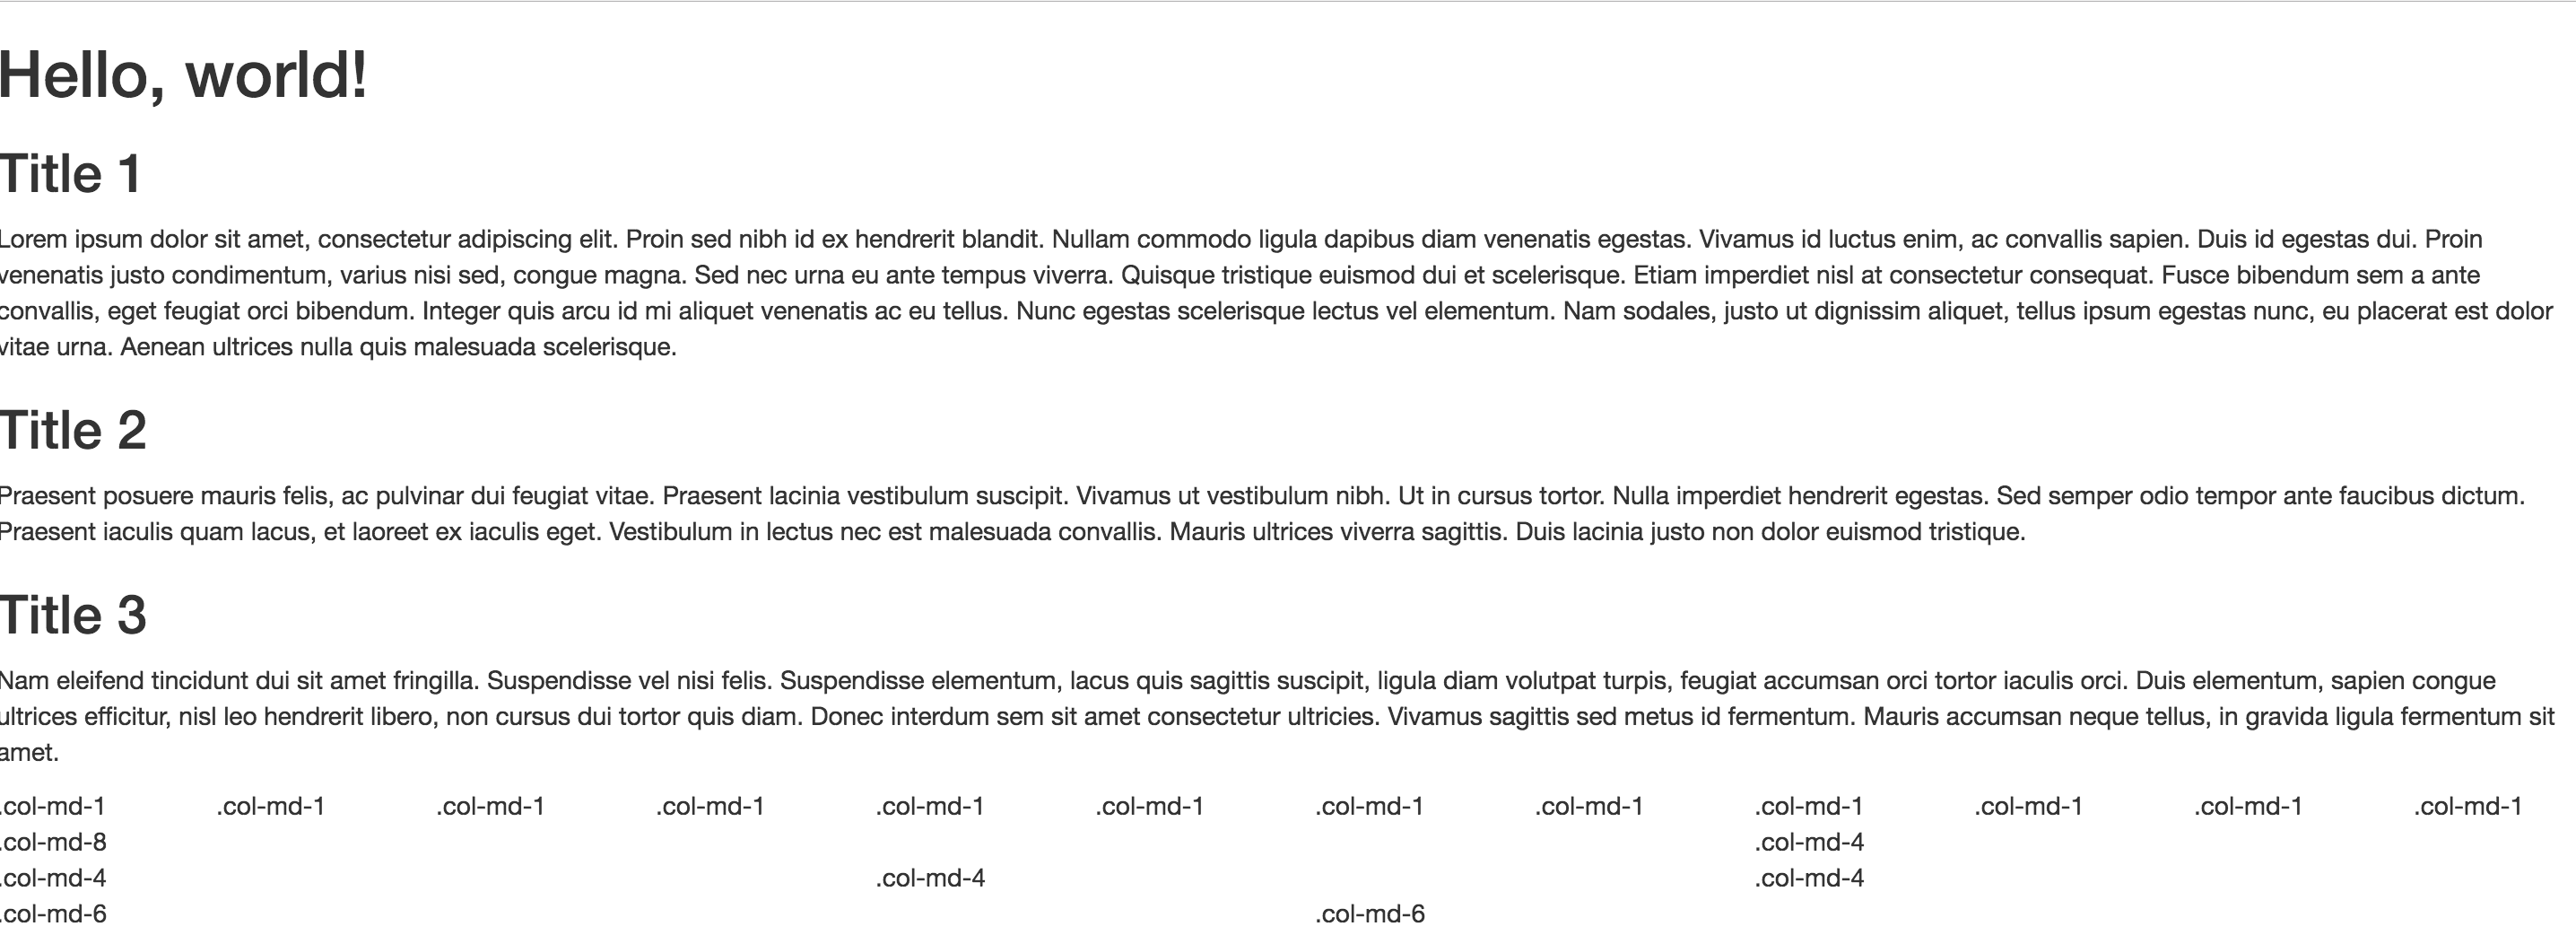 Hello, world!
Title 1
Lorem ipsum dolor sit amet, consectetur adipiscing elit. Proin sed nibh id ex hendrerit blandit. Nullam commodo ligula dapibus diam venenatis egestas. Vivamus id luctus enim, ac convallis sapien. Duis id egestas dui. Proin
venenatis justo condimentum, varius nisi sed, congue magna. Sed nec urna eu ante tempus viverra. Quisque tristique euismod dui et scelerisque. Etiam imperdiet nisl at consectetur consequat. Fusce bibendum sem a ante
convallis, eget feugiat orci bibendum. Integer quis arcu id mi aliquet venenatis ac eu tellus. Nunc egestas scelerisque lectus vel elementum. Nam sodales, justo ut dignissim aliquet, tellus ipsum egestas nunc, eu placerat est dolor
vitae urna. Aenean ultrices nulla quis malesuada scelerisque.
Title 2
Praesent posuere mauris felis, ac pulvinar dui feugiat vitae. Praesent lacinia vestibulum suscipit. Vivamus ut vestibulum nibh. Ut in cursus tortor. Nulla imperdiet hendrerit egestas. Sed semper odio tempor ante faucibus dictum.
Praesent iaculis quam lacus, et laoreet ex iaculis eget. Vestibulum in lectus nec est malesuada convallis. Mauris ultrices viverra sagittis. Duis lacinia justo non dolor euismod tristique.
Title 3
Nam eleifend tincidunt dui sit amet fringilla. Suspendisse vel nisi felis. Suspendisse elementum, lacus quis sagittis suscipit, ligula diam volutpat turpis, feugiat accumsan orci tortor iaculis orci. Duis elementum, sapien congue
ultrices efficitur, nisl leo hendrerit libero, non cursus dui tortor quis diam. Donec interdum sem sit amet consectetur ultricies. Vivamus sagittis sed metus id fermentum. Mauris accumsan neque tellus, in gravida ligula fermentum sit
amet.
.col-md-1 .col-md-1 .col-md-1 .col-md-1 .col-md-1 .col-md-1 .col-md-1 .col-md-1 .col-md-1 .col-md-1 .col-md-1 .col-md-1
.col-md-8 .col-md-4
.col-md-4 .col-md-4 .col-md-4
.col-md-6 .col-md-6